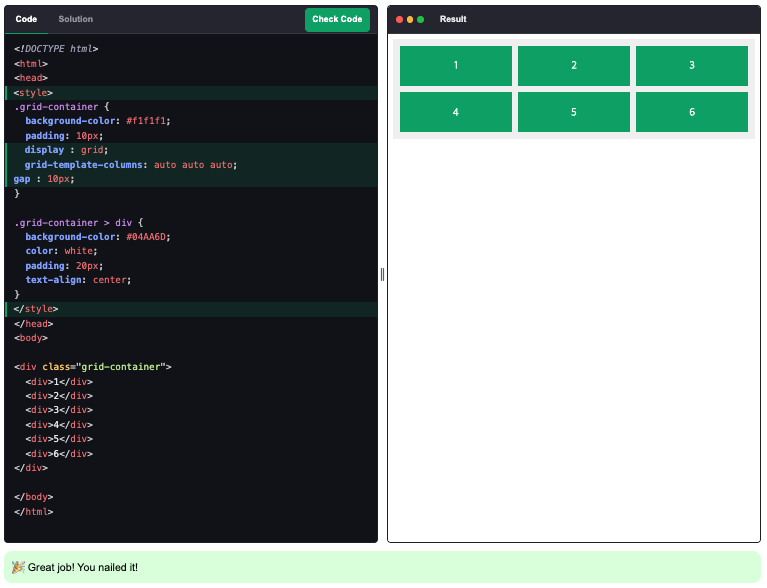 Code Solution Check Code
<!DOCTYPE html>
<html>
<head>
<style>
.grid-container {
  background-color: #f1f1f1;
  padding: 10px;
  display : grid;
  grid-template-columns: auto auto auto;
gap : 10px;
}

.grid-container > div {
  background-color: #04AA6D;
  color: white;
  padding: 20px;
  text-align: center;
}
</style>
</head>
<body>

<div class="grid-container">
  <div>1</div>
  <div>2</div>
  <div>3</div>
  <div>4</div>
  <div>5</div>
  <div>6</div>
</div>

</body>
</html>
Result
1 2 3
4 5 6
🎉 Great job! You nailed it!